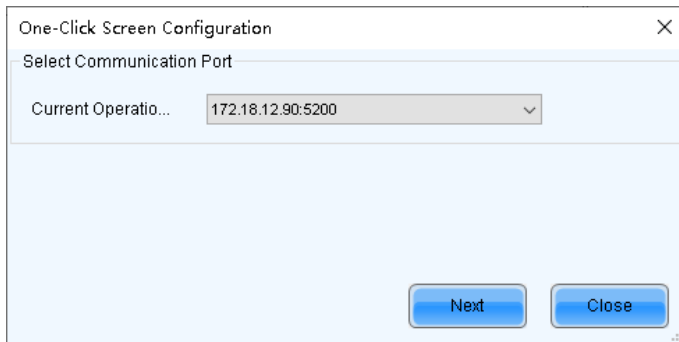 One-Click Screen Configuration
Select Communication Port
Current Operatio...
172.18.12.90:5200
Next
Close